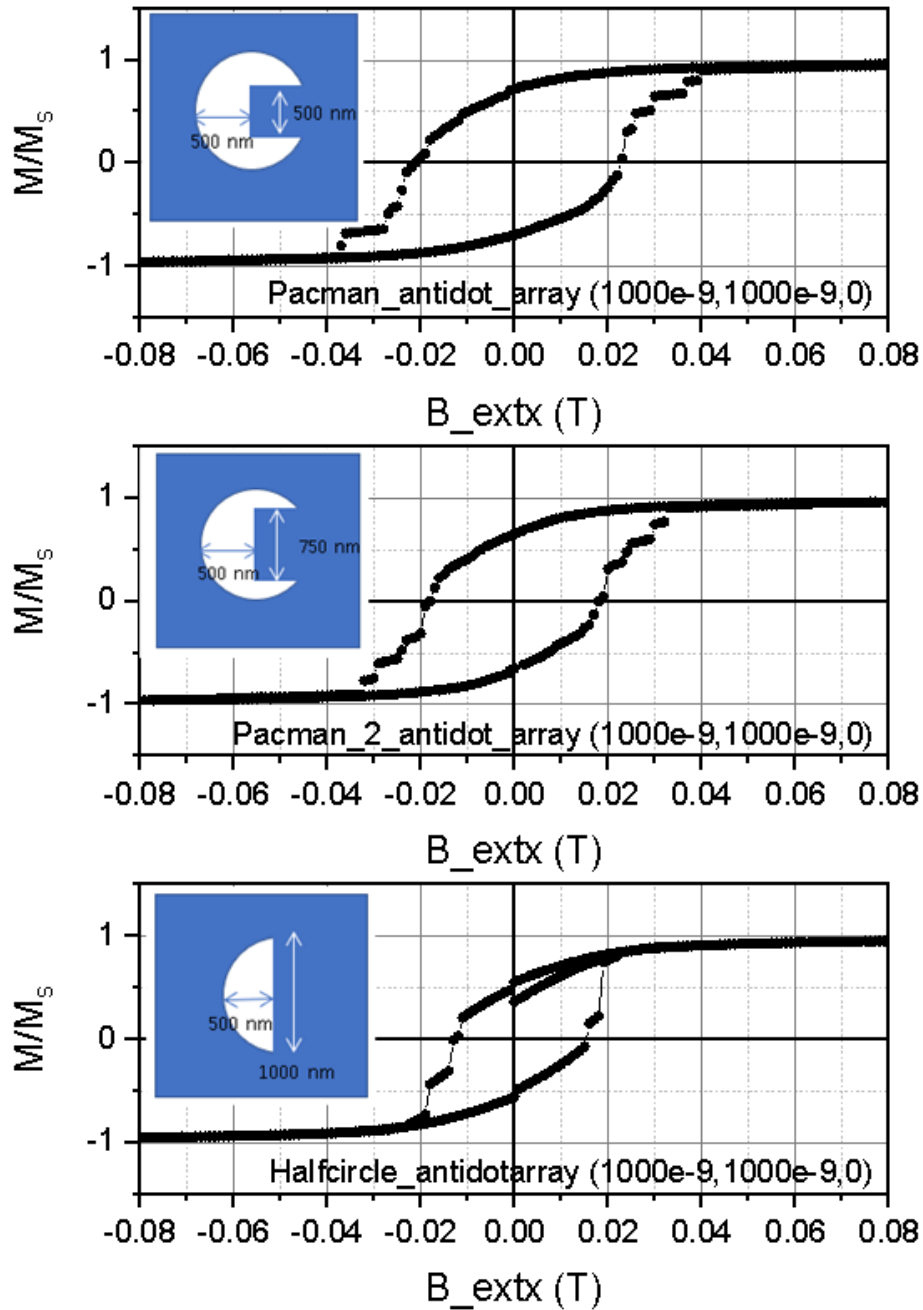 M/Ms
1
0
-1
500 nm
500 nm
Pacman_antidot_array (1000e-9,1000e-9,0)
-0.08 -0.06 -0.04 -0.02 0.00 0.02 0.04 0.06 0.08
B_extx (T)
M/Ms
1
0
-1
750 nm
500 nm
Pacman_2_antidot_array (1000e-9,1000e-9,0)
-0.08 -0.06 -0.04 -0.02 0.00 0.02 0.04 0.06 0.08
B_extx (T)
M/Ms
1
0
-1
500 nm
1000 nm
Halfcircle_antidotarray (1000e-9,1000e-9,0)
-0.08 -0.06 -0.04 -0.02 0.00 0.02 0.04 0.06 0.08
B_extx (T)